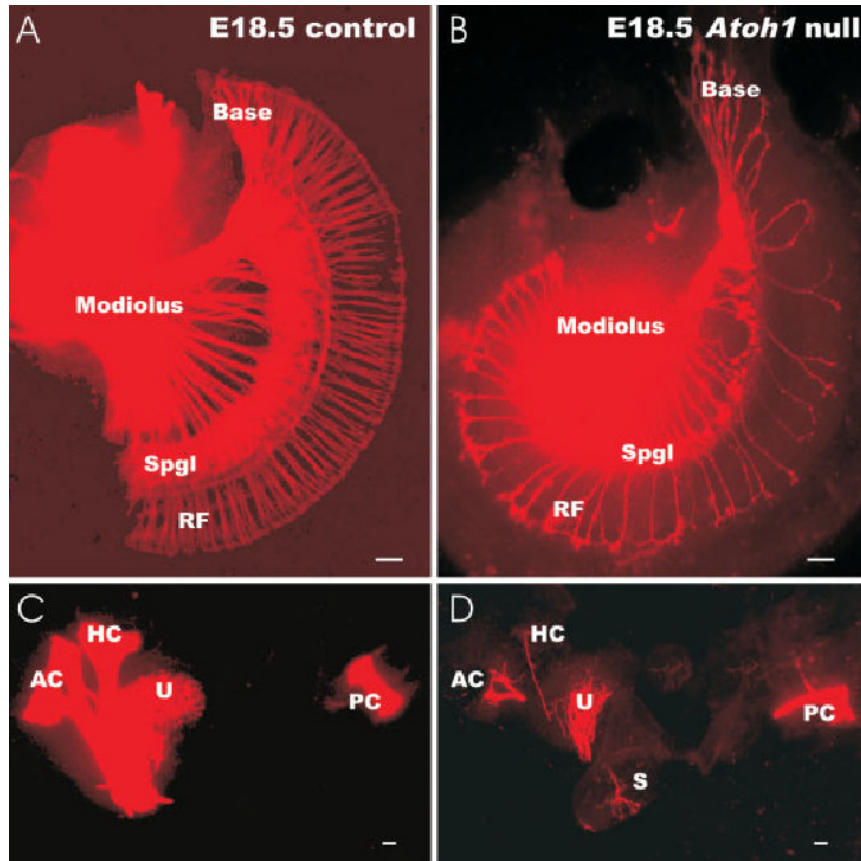 A E18.5 control
Base
Modiolus
Spgl
RF
B E18.5 Atoh1 null
Base
Modiolus
Spgl
RF
C
HC
AC
U
PC
D
HC
AC
U
PC
S